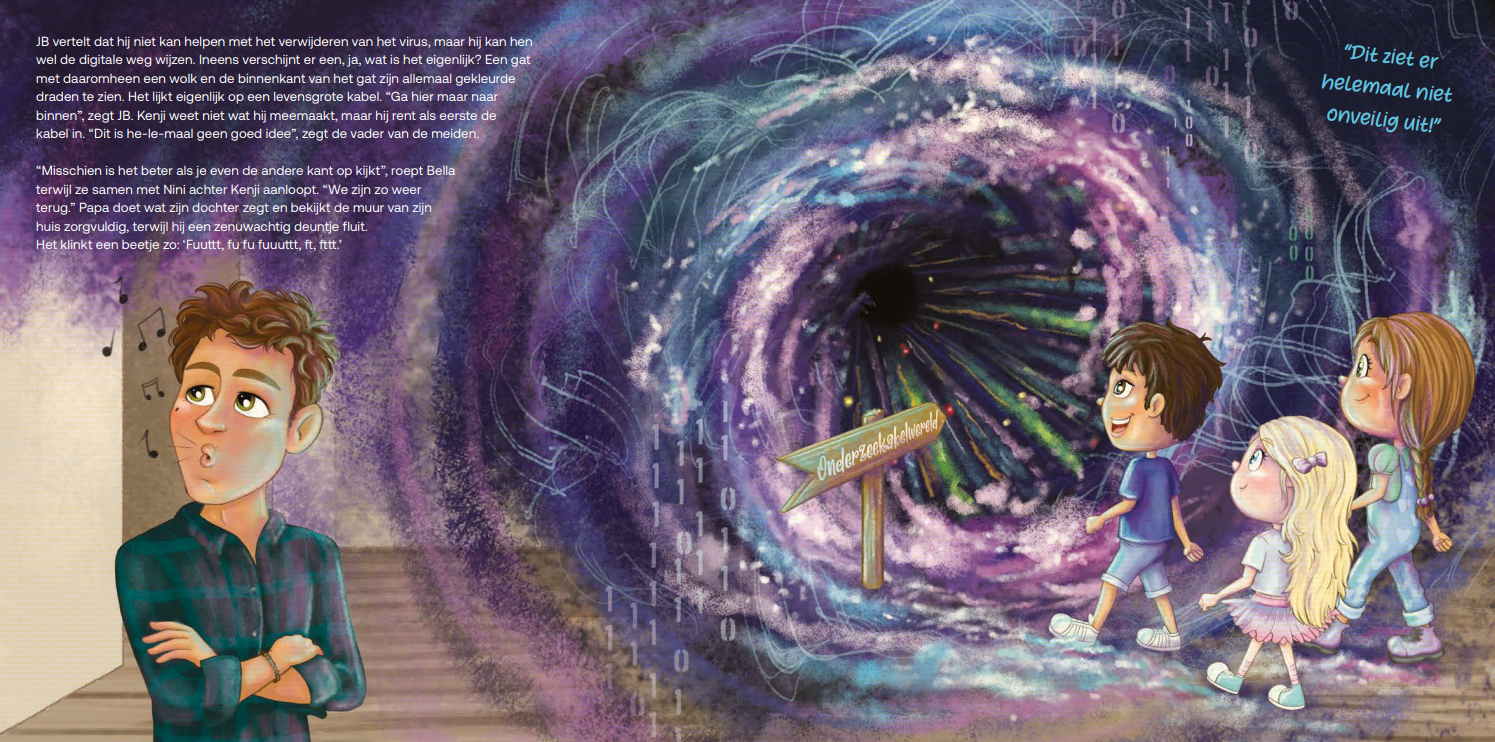 JB vertelt dat hij niet kan helpen met het verwijderen van het virus, maar hij kan hen
wel de digitale weg wijzen. Ineens verschijnt er een, ja, wat is het eigenlijk? Een gat
met daaromheen een wolk en de binnenkant van het gat zijn allemaal gekleurde
draden te zien. Het lijkt eigenlijk op een levensgrote kabel. “Ga hier maar naar
binnen”, zegt JB. Kenji weet niet wat hij meemaakt, maar hij rent als eerste de
kabel in. “Dit is he-le-maal geen goed idee”, zegt de vader van de meiden.
“Misschien is het beter als je even de andere kant op kijkt”, roept Bella
terwijl ze samen met Nini achter Kenji aanloopt. “We zijn zo weer
terug.” Papa doet wat zijn dochter zegt en bekijkt de muur van zijn
huis zorgvuldig, terwijl hij een zenuwachtig deuntje fluit.
Het klinkt een beetje zo: ‘Fuuttt, fu fu fuuuttt, ft, fttt.’
“Dit ziet er
helemaal niet
onveilig uit!”
Onderzeekabelwereld